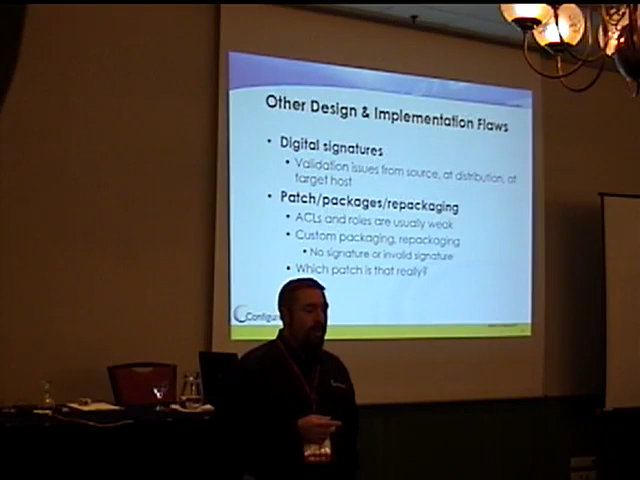 Other Design & Implementation Flaws
• Digital signatures
• Validation issues from source, at distribution, at
target host
• Patch/packages/repackaging
• ACLs and roles are usually weak
• Custom packaging, repackaging
• No signature or invalid signature
• Which patch is that really?